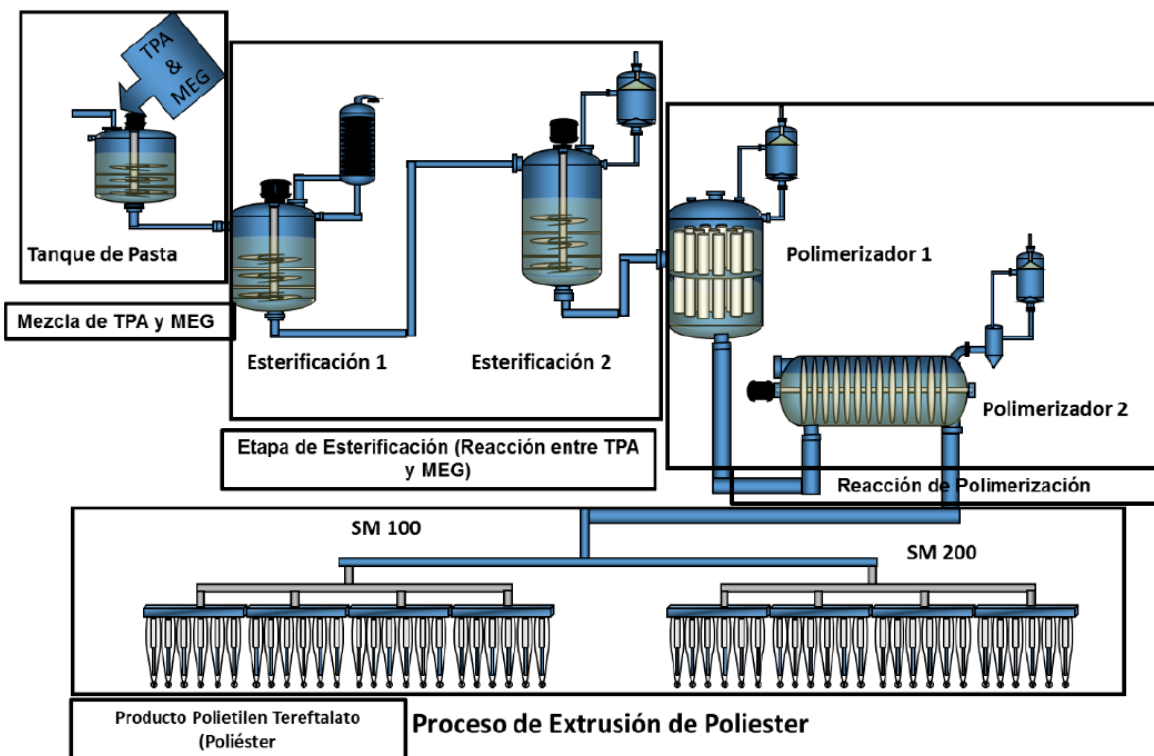 TPA
&
MEG
Tanque de Pasta
Mezcla de TPA y MEG
Esterificación 1
Esterificación 2
Etapa de Esterificación (Reacción entre TPA
y MEG)
Polimerizador 1
Polimerizador 2
Reacción de Polimerización
SM 100
SM 200
Producto Polietilen Tereftalato
(Poliéster
Proceso de Extrusión de Poliester